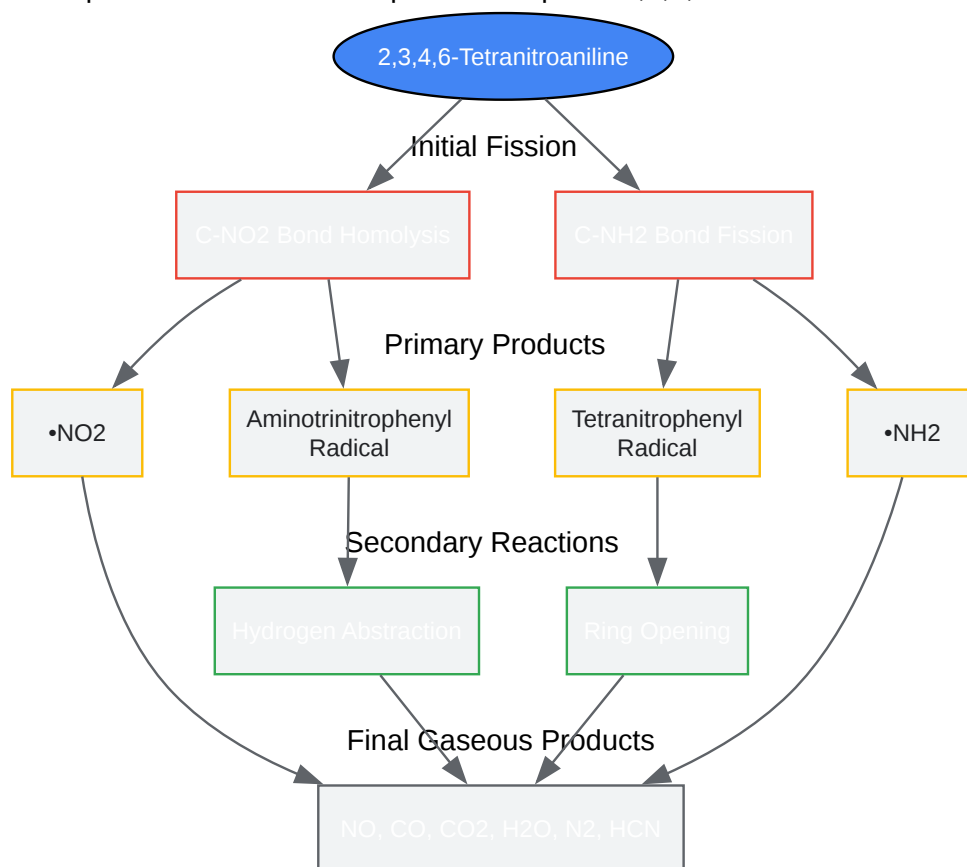 2,3,4,6-Tetranitroaniline
Initial Fission
C-NO2 Bond Homolysis
C-NH2 Bond Fission
Primary Products
•NO2
Aminotrinitrophenyl
Radical
Tetranitrophenyl
Radical
•NH2
Secondary Reactions
Hydrogen Abstraction
Ring Opening
Final Gaseous Products
NO, CO, CO2, H2O, N2, HCN